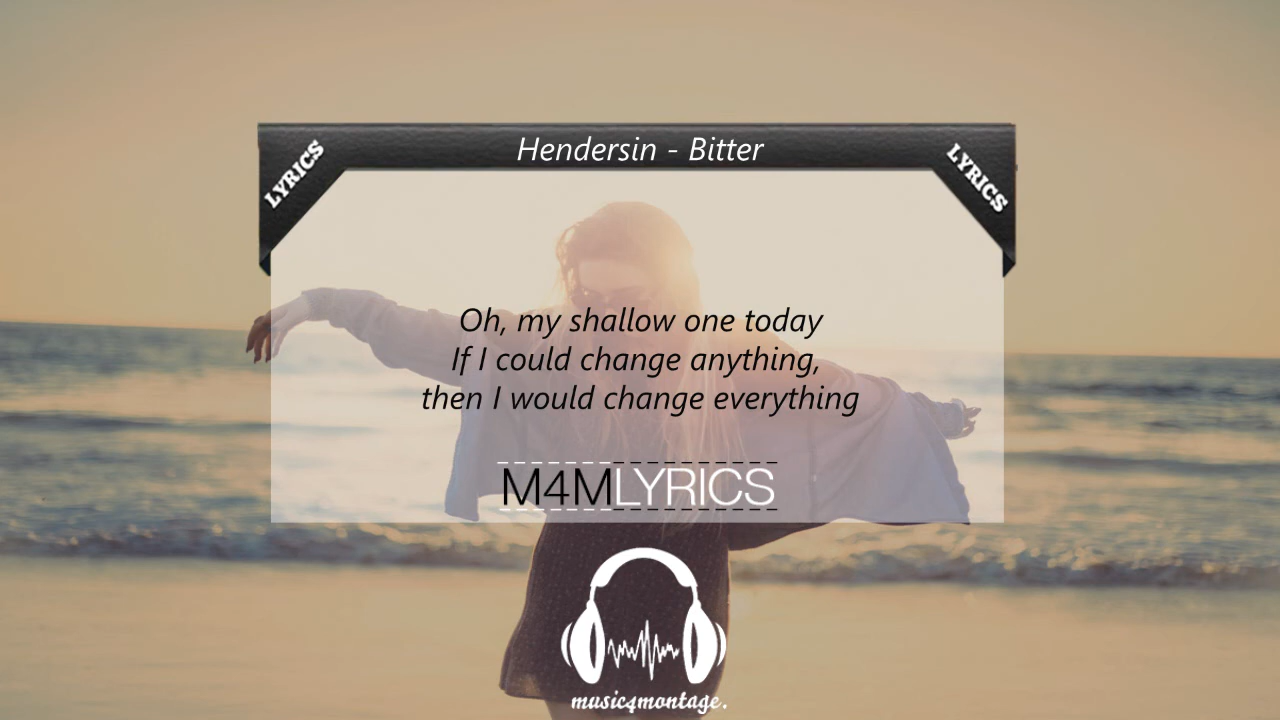 Hendersin - Bitter
LYRICS
LYRICS
Oh, my shallow one today
If I could change anything,
then I would change everything
M4MLYRICS
music4montage.